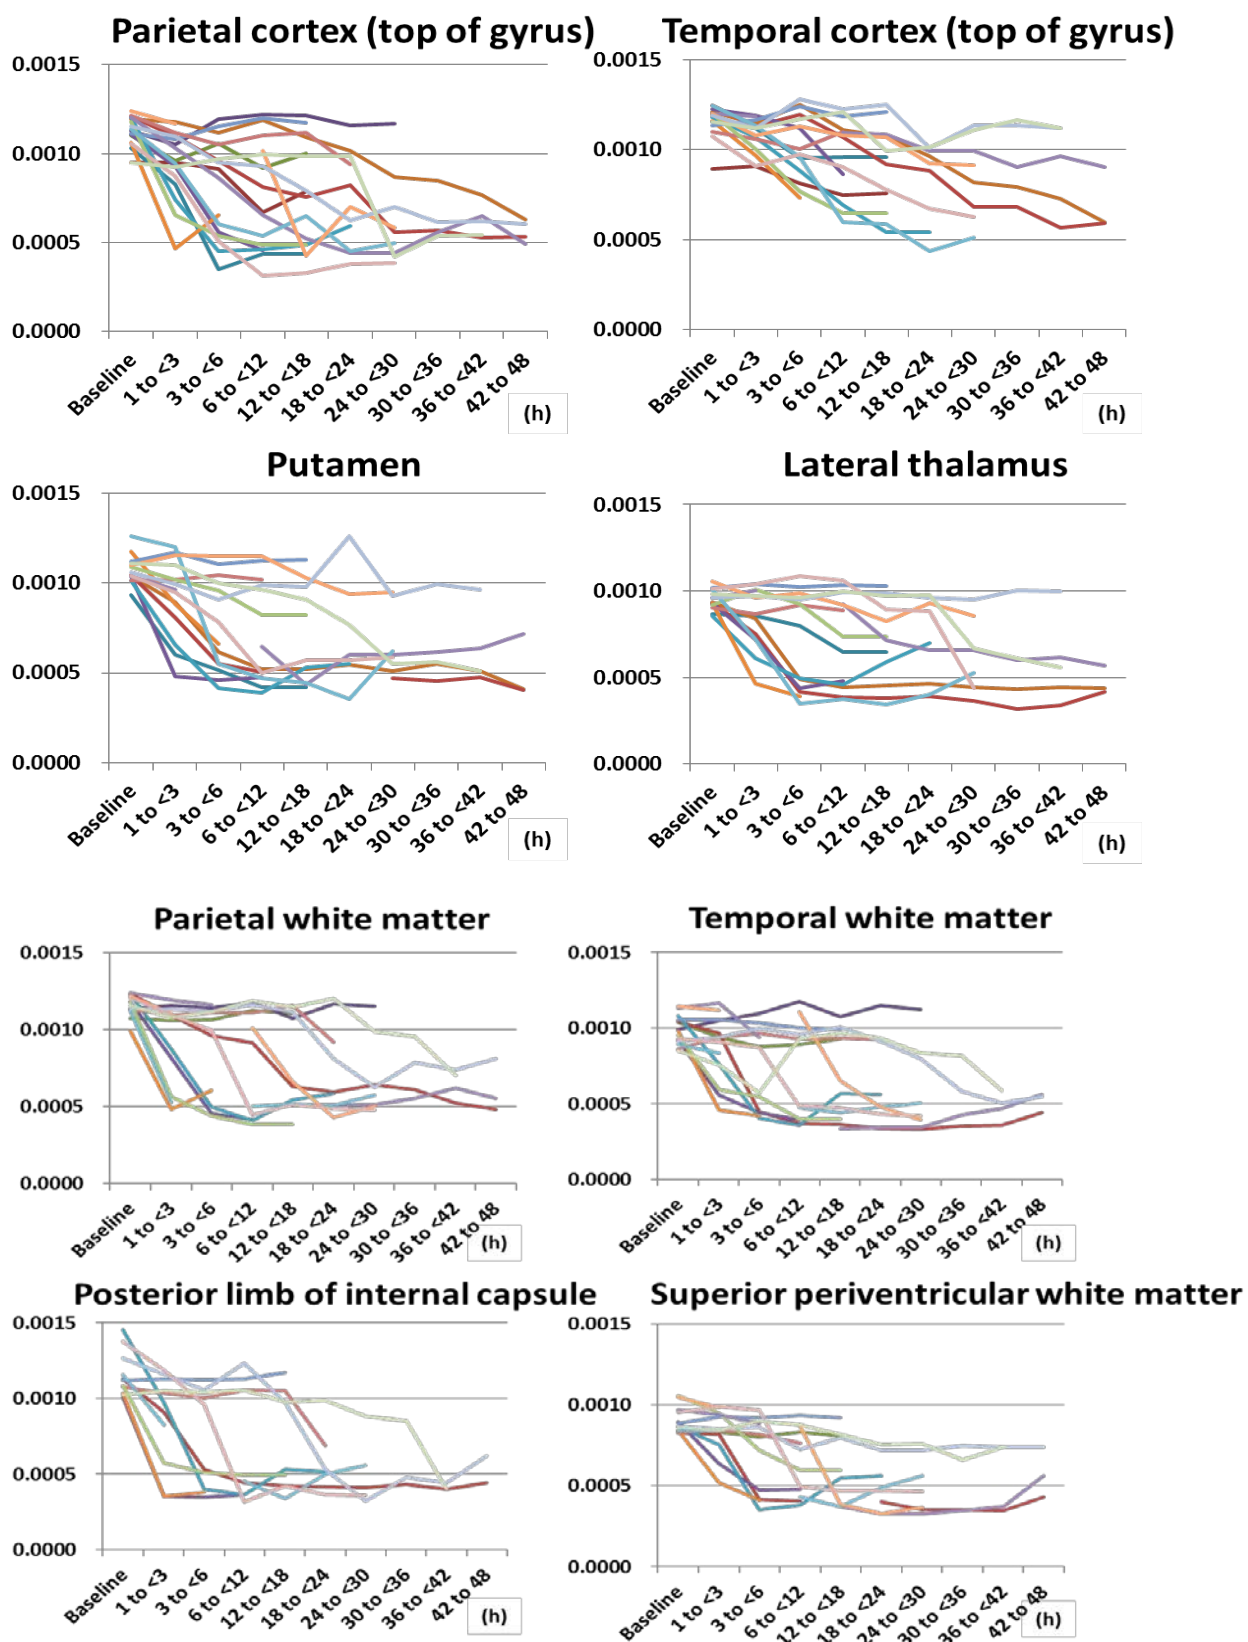 Parietal cortex (top of gyrus)
0.0015
0.0010
0.0005
0.0000
Baseline
1 to <3
3 to <6
6 to <12
12 to <18
18 to <24
24 to <30
30 to <36
36 to <42
42 to 48
(h)
Temporal cortex (top of gyrus)
0.0015
0.0010
0.0005
0.0000
Baseline
1 to <3
3 to <6
6 to <12
12 to <18
18 to <24
24 to <30
30 to <36
36 to <42
42 to 48
(h)
Putamen
0.0015
0.0010
0.0005
0.0000
Baseline
1 to <3
3 to <6
6 to <12
12 to <18
18 to <24
24 to <30
30 to <36
36 to <42
42 to 48
(h)
Lateral thalamus
0.0015
0.0010
0.0005
0.0000
Baseline
1 to <3
3 to <6
6 to <12
12 to <18
18 to <24
24 to <30
30 to <36
36 to <42
42 to 48
(h)
Parietal white matter
0.0015
0.0010
0.0005
0.0000
Baseline
1 to <3
3 to <6
6 to <12
12 to <18
18 to <24
24 to <30
30 to <36
36 to <42
42 to 48
(h)
Temporal white matter
0.0015
0.0010
0.0005
0.0000
Baseline
1 to <3
3 to <6
6 to <12
12 to <18
18 to <24
24 to <30
30 to <36
36 to <42
42 to 48
(h)
Posterior limb of internal capsule
0.0015
0.0010
0.0005
0.0000
Baseline
1 to <3
3 to <6
6 to <12
12 to <18
18 to <24
24 to <30
30 to <36
36 to <42
42 to 48
(h)
Superior periventricular white matter
0.0015
0.0010
0.0005
0.0000
Baseline
1 to <3
3 to <6
6 to <12
12 to <18
18 to <24
24 to <30
30 to <36
36 to <42
42 to 48
(h)